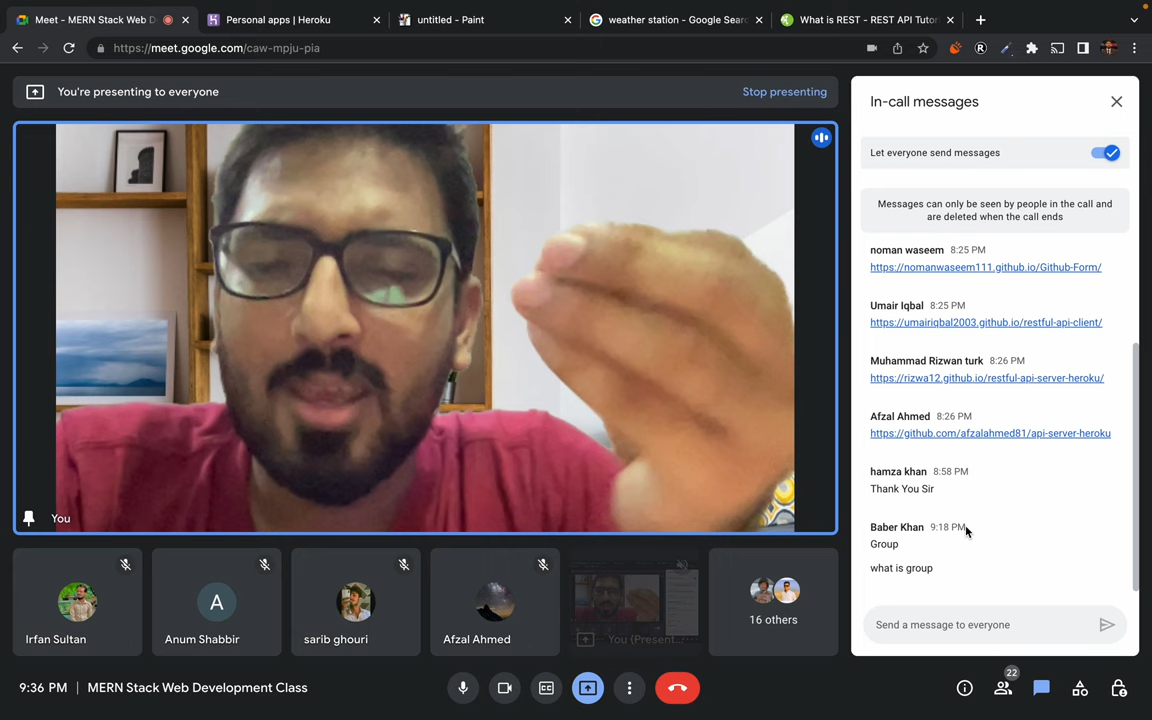 Meet - MERN Stack Web D
Personal apps | Heroku
untitled - Paint
weather station - Google Sear
What is REST - REST API Tutor
https://meet.google.com/caw-mpju-pia
You're presenting to everyone
Stop presenting
You
Irfan Sultan
A
Anum Shabbir
sarib ghouri
Afzal Ahmed
You (Present...
16 others
In-call messages
Let everyone send messages
Messages can only be seen by people in the call and
are deleted when the call ends
noman waseem 8:25 PM
https://nomanwaseem111.github.io/Github-Form/
Umair Iqbal 8:25 PM
https://umairiqbal2003.github.io/restful-api-client/
Muhammad Rizwan turk 8:26 PM
https://rizwa12.github.io/restful-api-server-heroku/
Afzal Ahmed 8:26 PM
https://github.com/afzalahmed81/api-server-heroku
hamza khan 8:58 PM
Thank You Sir
Baber Khan 9:18 PM
Group
what is group
Send a message to everyone
9:36 PM | MERN Stack Web Development Class
22